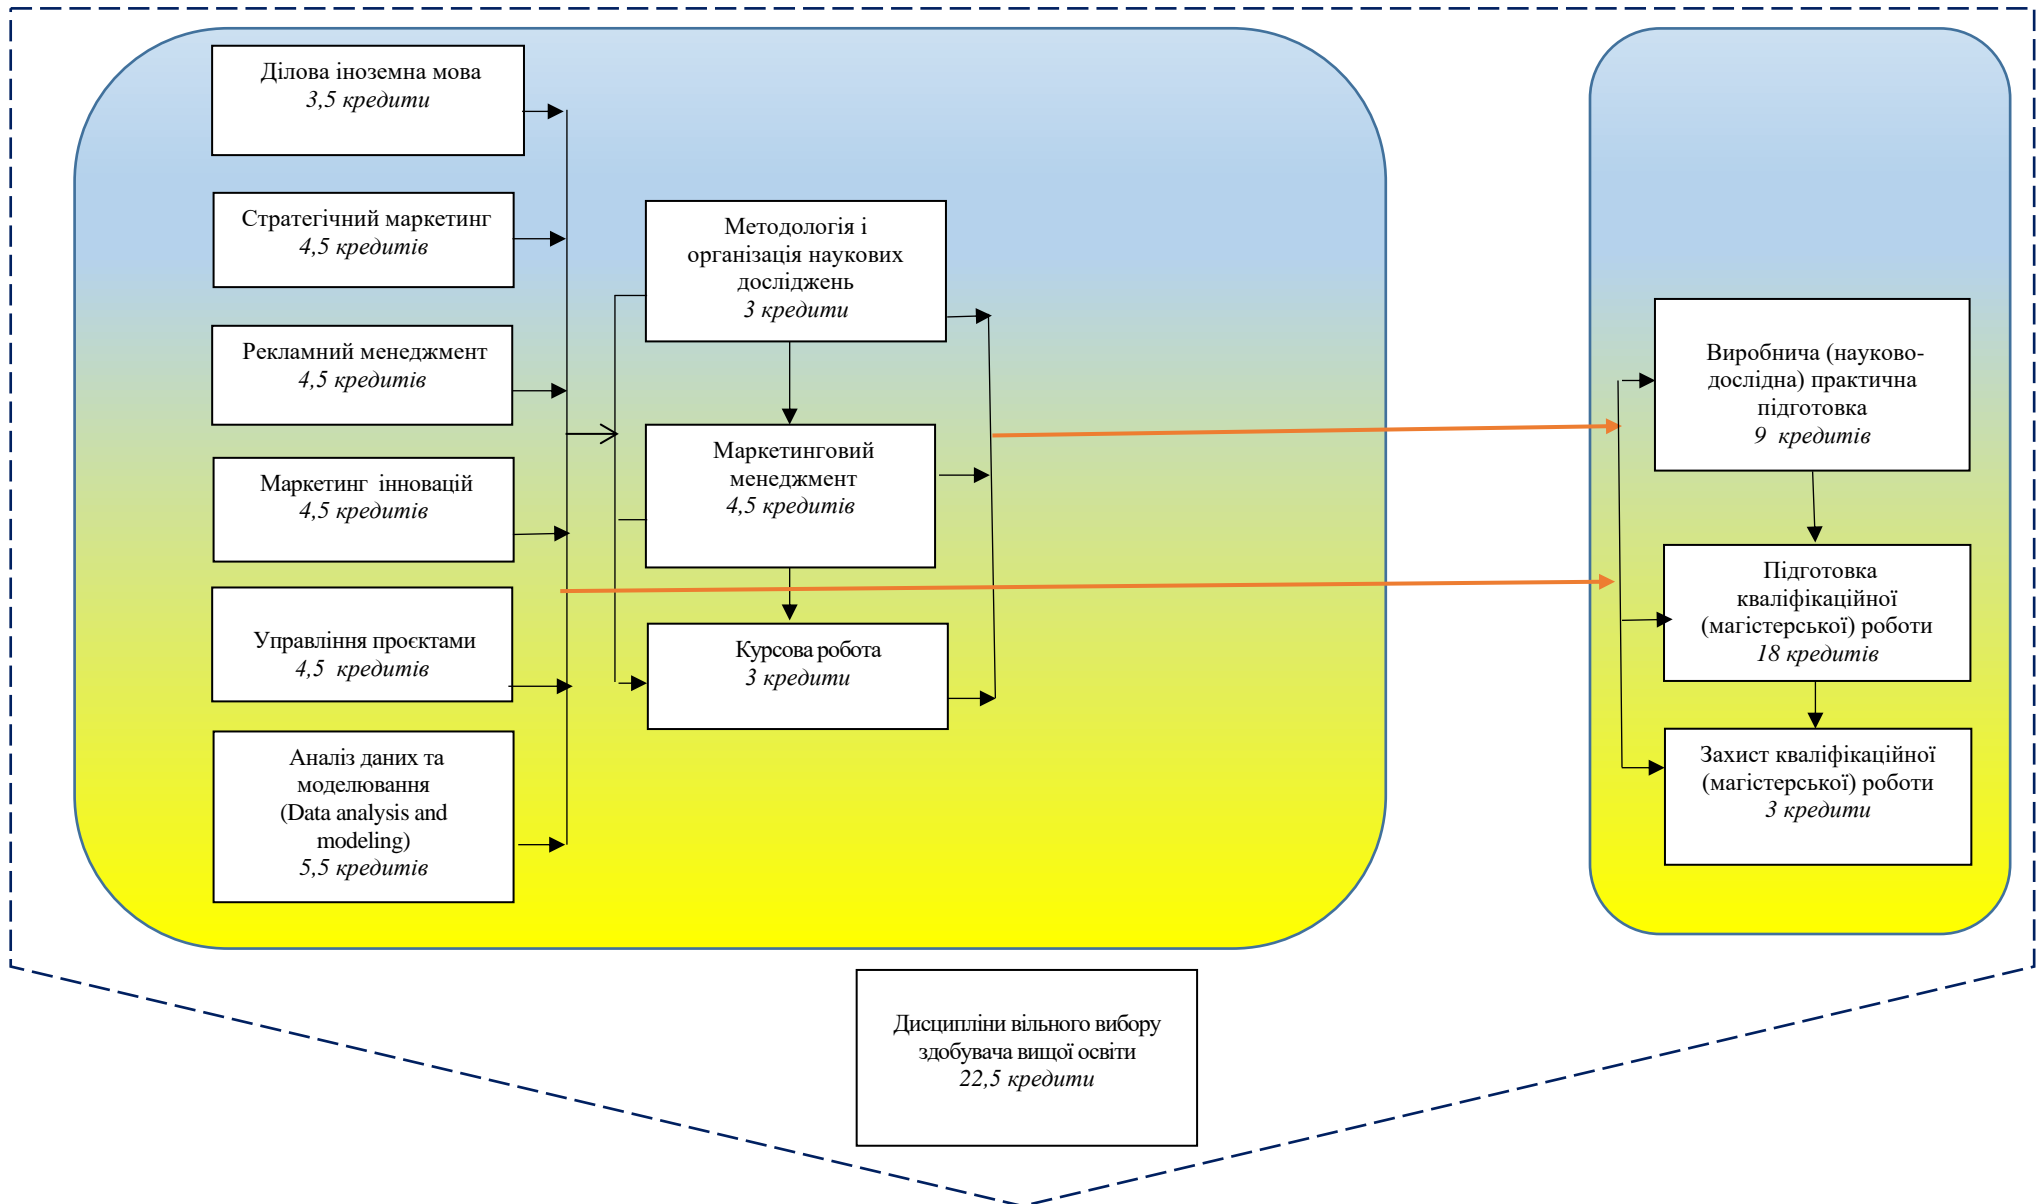 Ділова іноземна мова
3,5 кредити
Стратегічний маркетинг
4,5 кредитів
Рекламний менеджмент
4,5 кредитів
Маркетинг інновацій
4,5 кредитів
Управління проєктами
4,5 кредитів
Аналіз даних та
моделювання
(Data analysis and
modeling)
5,5 кредитів
Методологія і
організація наукових
досліджень
3 кредити
Маркетинговий
менеджмент
4,5 кредитів
Курсова робота
3 кредити
Виробнича (науково-
дослідна) практична
підготовка
9 кредитів
Підготовка
кваліфікаційної
(магістерської) роботи
18 кредитів
Захист кваліфікаційної
(магістерської) роботи
3 кредити
Дисципліни вільного вибору
здобувача вищої освіти
22,5 кредити